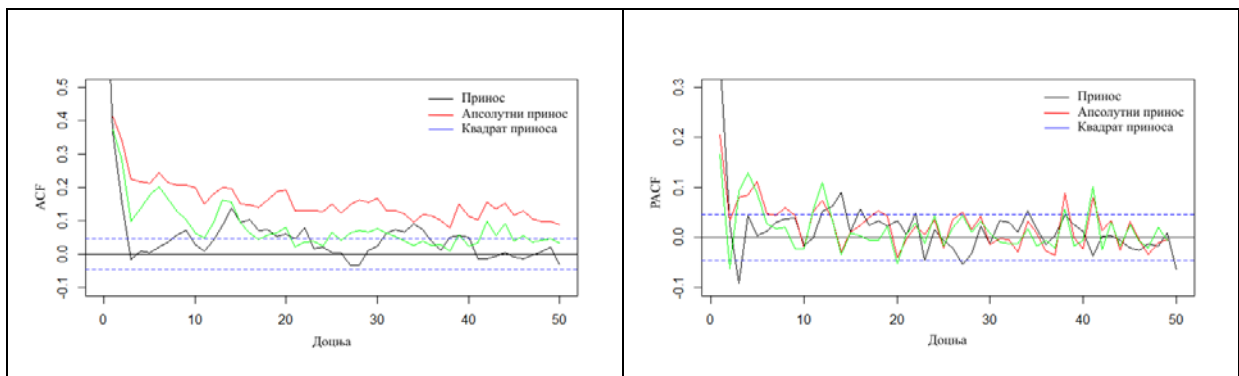 Принос
Апсолутни принос
Квадрат приноса
ACF
-0.1 0.0 0.1 0.2 0.3 0.4 0.5
0 10 20 30 40 50
Доцња
Принос
Апсолутни принос
Квадрат приноса
PACF
-0.1 0.0 0.1 0.2 0.3
0 10 20 30 40 50
Доцња